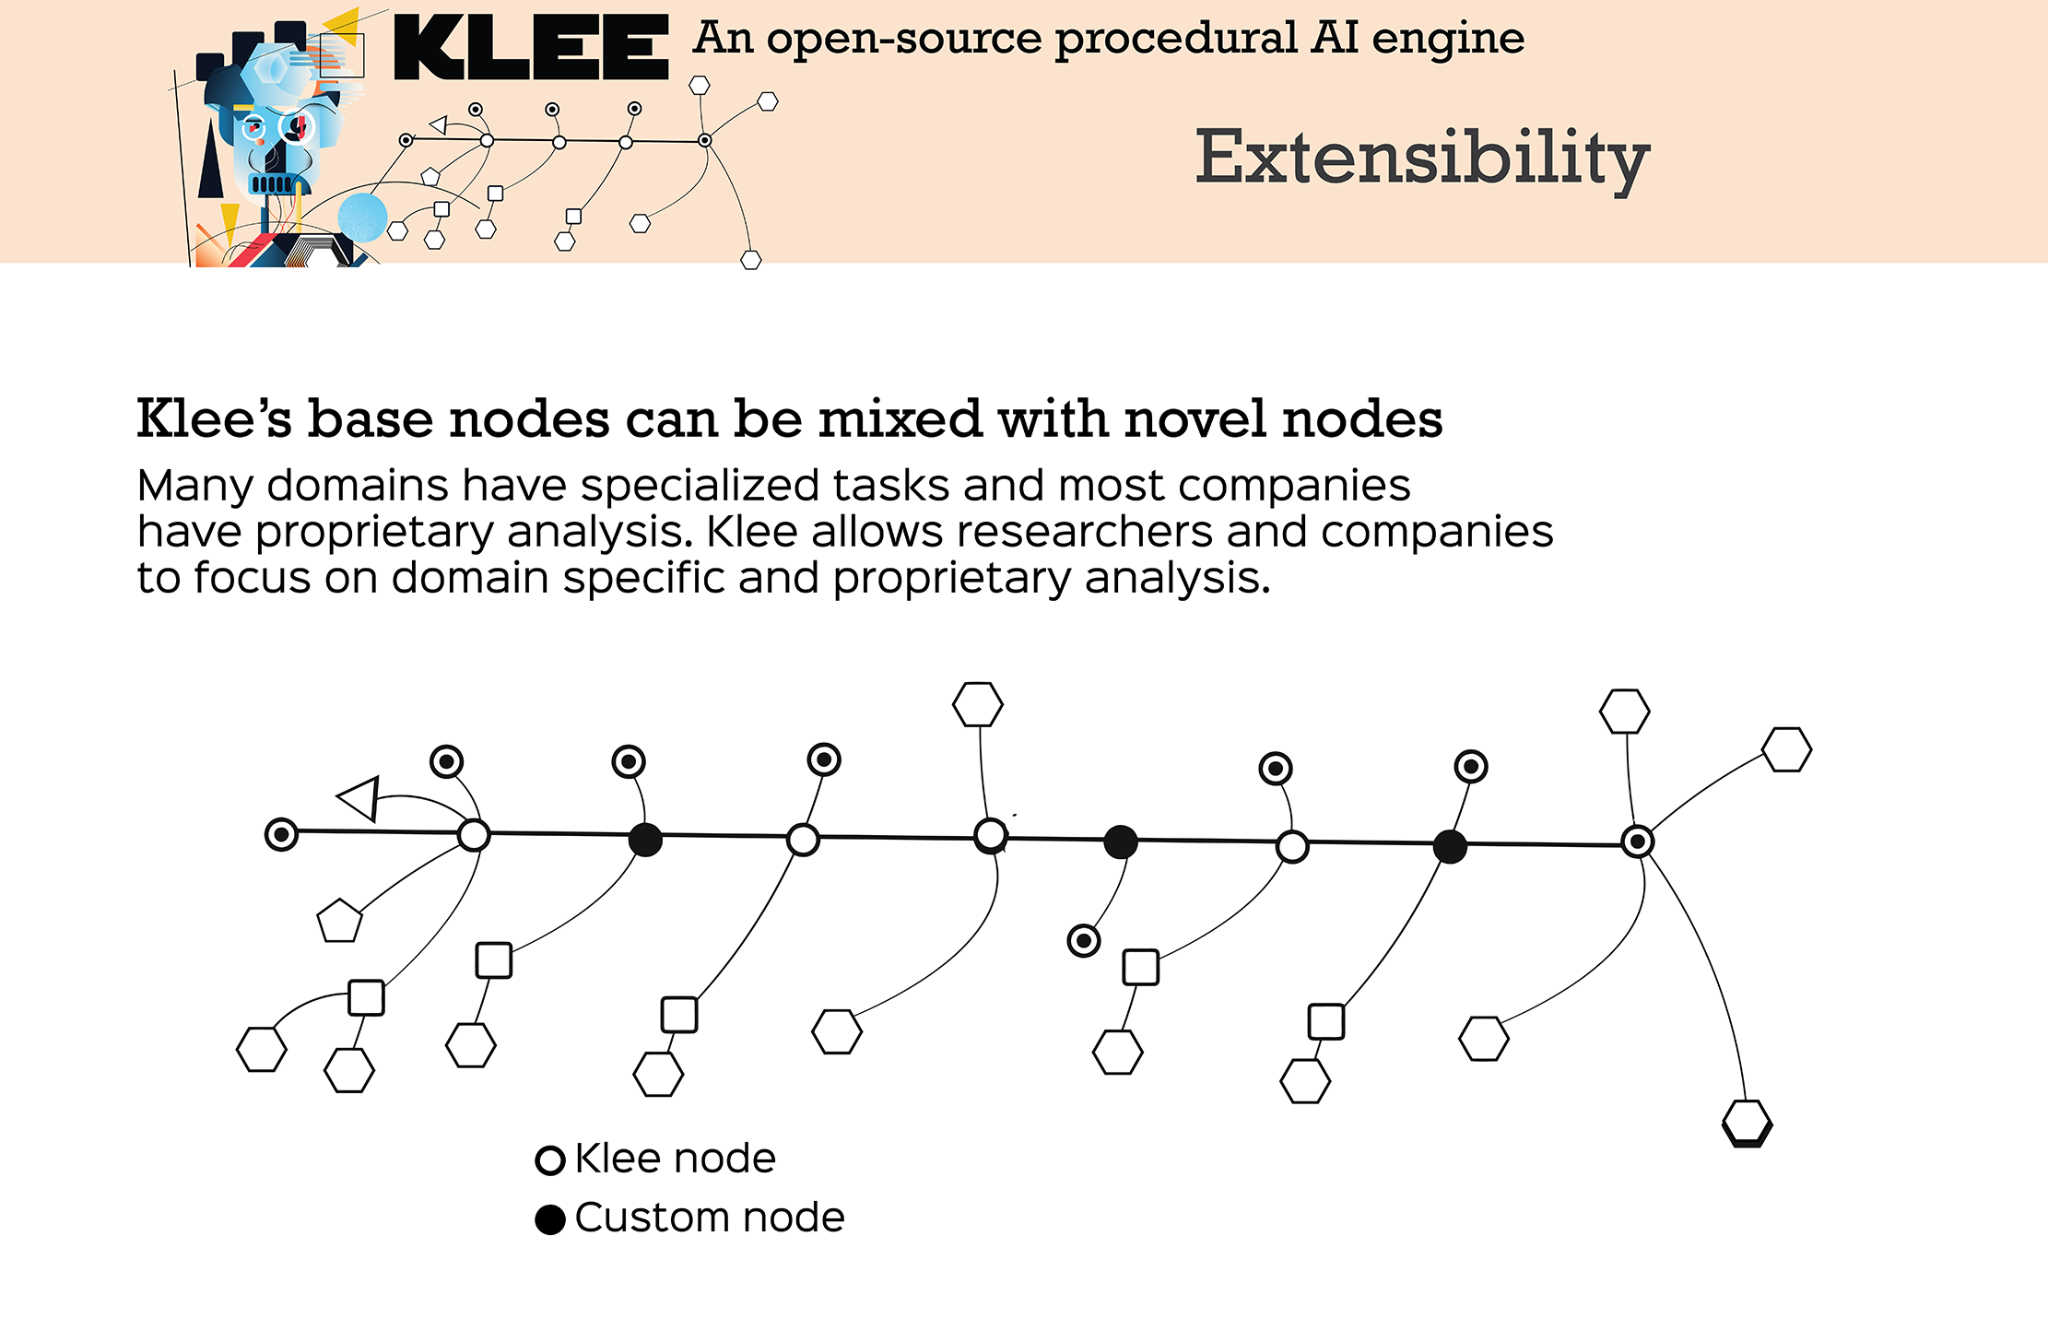 KLEE An open-source procedural AI engine
Extensibility
Klee’s base nodes can be mixed with novel nodes
Many domains have specialized tasks and most companies
have proprietary analysis. Klee allows researchers and companies
to focus on domain specific and proprietary analysis.
Klee node
Custom node